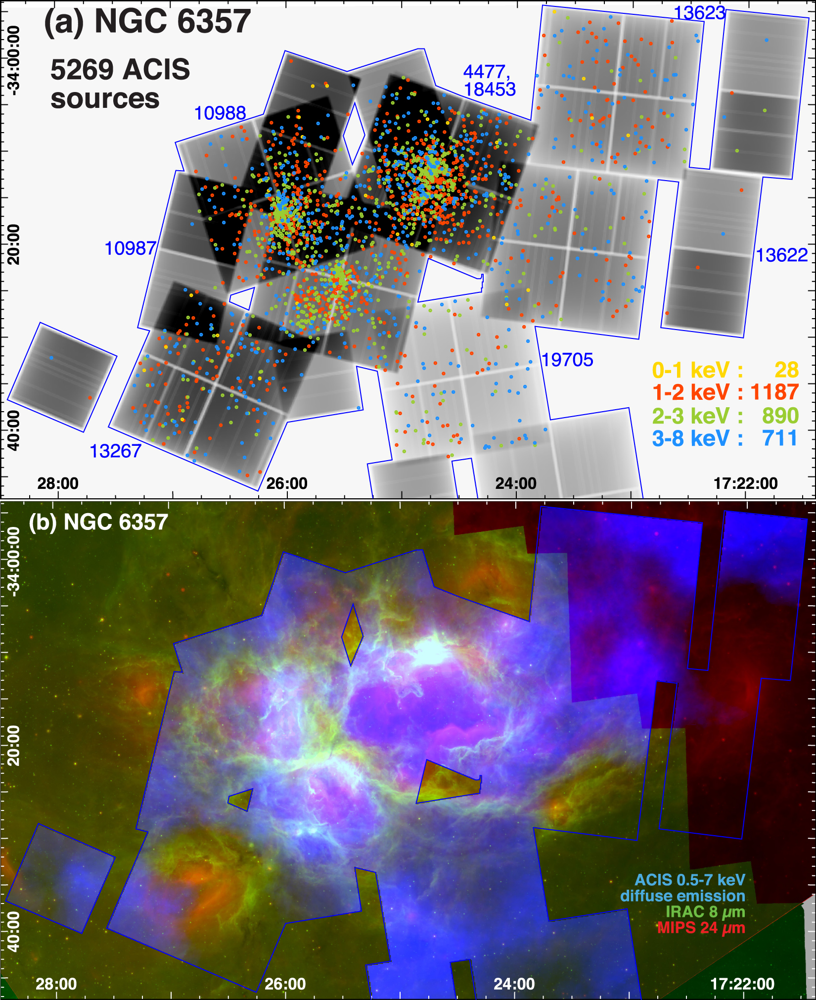 (a) NGC 6357
5269 ACIS
sources
13623
4477,
18453
10988
10987
13622
19705
13267
0-1 keV : 28
1-2 keV : 1187
2-3 keV : 890
3-8 keV : 711
-34:00:00
20:00
40:00
28:00
26:00
24:00
17:22:00
(b) NGC 6357
-34:00:00
20:00
40:00
ACIS 0.5-7 keV
diffuse emission
IRAC 8 µm
MIPS 24 µm
28:00
26:00
24:00
17:22:00